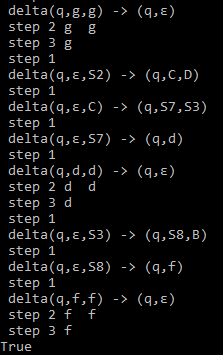 delta(q,g,g) -> (q,ε)
step 2 g  g
step 3 g
step 1
delta(q,ε,S2) -> (q,C,D)
step 1
delta(q,ε,C) -> (q,S7,S3)
step 1
delta(q,ε,S7) -> (q,d)
step 1
delta(q,d,d) -> (q,ε)
step 2 d  d
step 3 d
step 1
delta(q,ε,S3) -> (q,S8,B)
step 1
delta(q,ε,S8) -> (q,f)
step 1
delta(q,f,f) -> (q,ε)
step 2 f  f
step 3 f
True